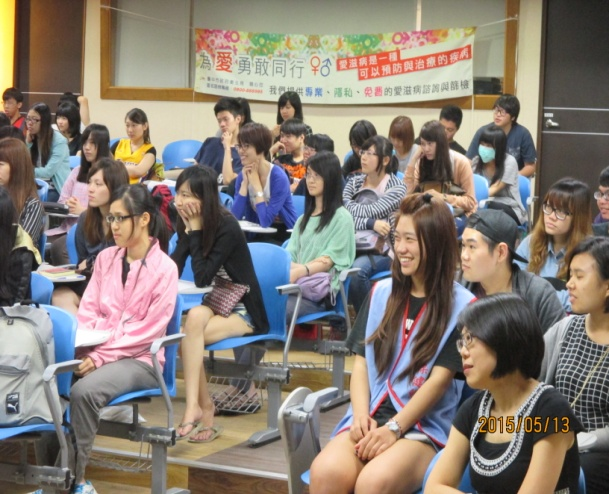 為愛勇敢同行
愛滋病是一種
可以預防與治療的疾病
我們提供專業、隱私、免費的愛滋病諮詢與篩檢
2015/05/13